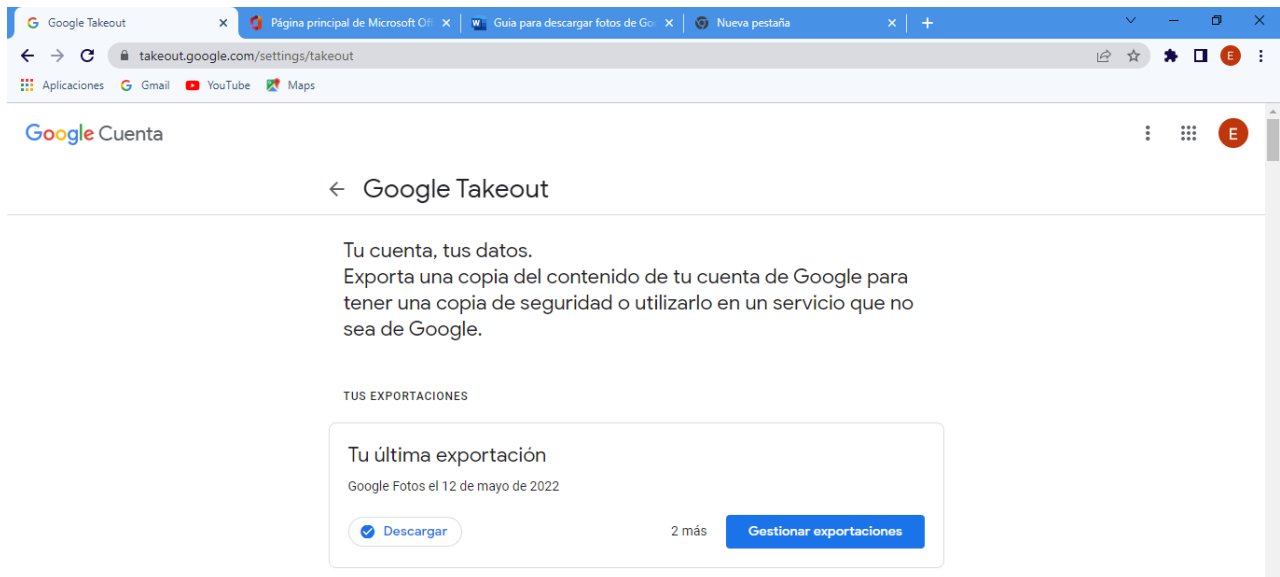 Google Takeout
Página principal de Microsoft Of
Guia para descargar fotos de Go
Nueva pestaña
takeout.google.com/settings/takeout
Aplicaciones Gmail YouTube Maps
Google Cuenta
E
E
Google Takeout
Tu cuenta, tus datos.
Exporta una copia del contenido de tu cuenta de Google para
tener una copia de seguridad o utilizarlo en un servicio que no
sea de Google.
TUS EXPORTACIONES
Tu última exportación
Google Fotos el 12 de mayo de 2022
Descargar 2 más Gestionar exportaciones